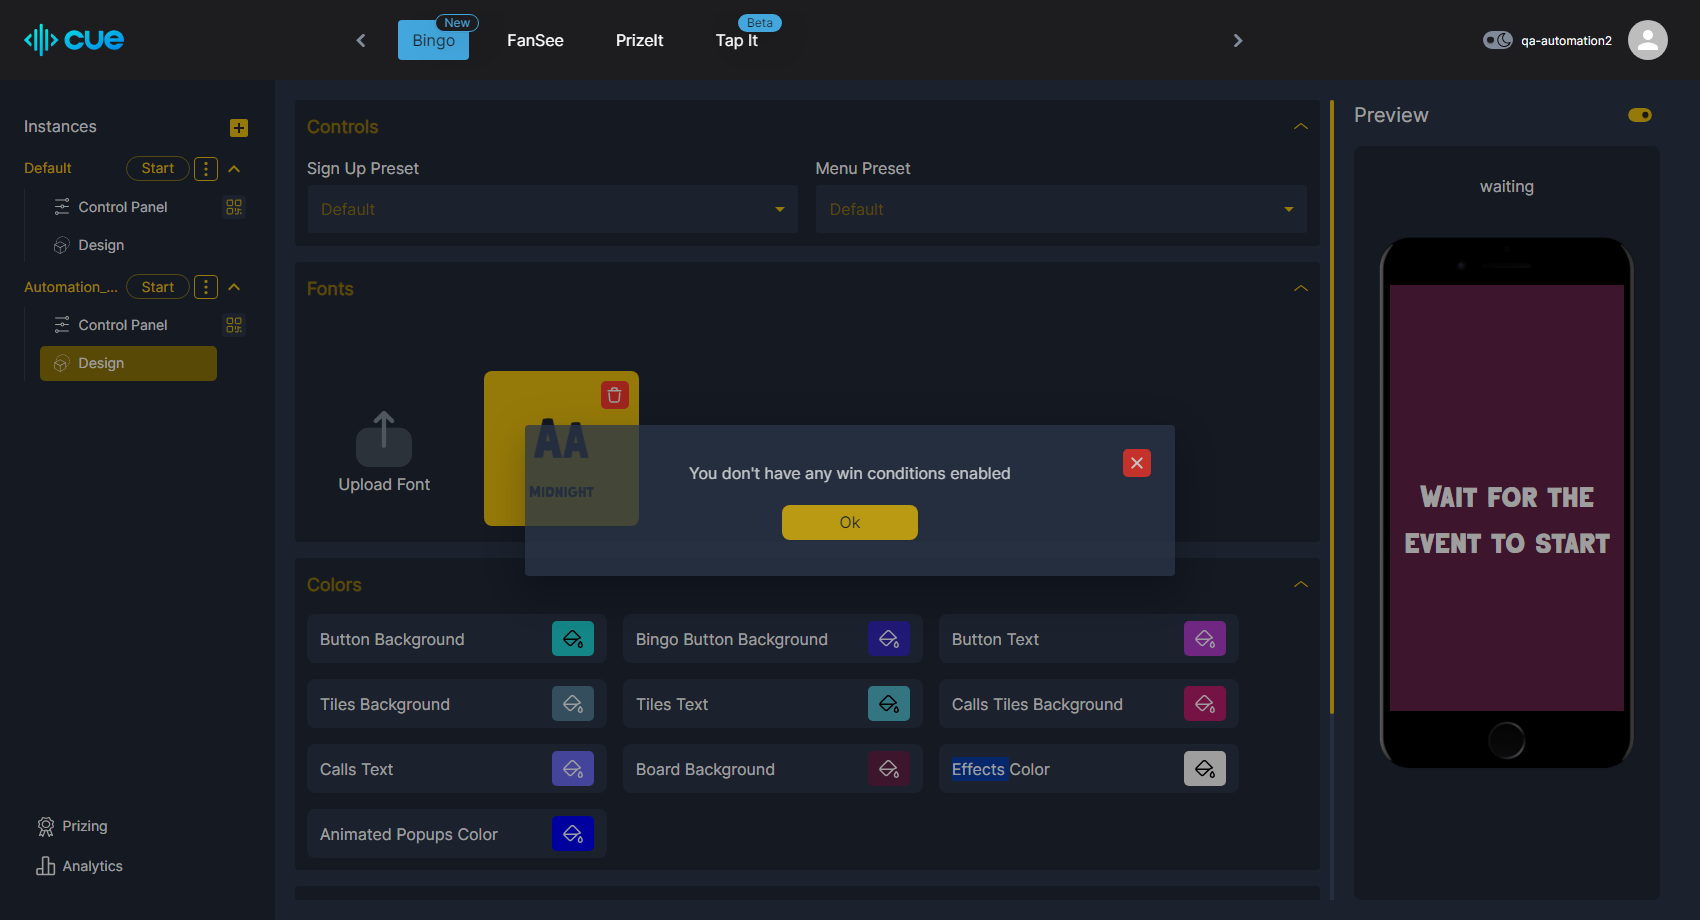 cue
Bingo
New
FanSee
PrizeIt
Tap It
Beta
qa-automation2
Instances
Default
Start
Control Panel
Design
Automation_...
Start
Control Panel
Design
Prizing
Analytics
Controls
Sign Up Preset
Menu Preset
Default
Default
Fonts
Upload Font
AA
MIDNIGHT
You don't have any win conditions enabled
Ok
Colors
Button Background
Bingo Button Background
Button Text
Tiles Background
Tiles Text
Calls Tiles Background
Calls Text
Board Background
Effects Color
Animated Popups Color
Preview
waiting
WAIT FOR THE
EVENT TO START